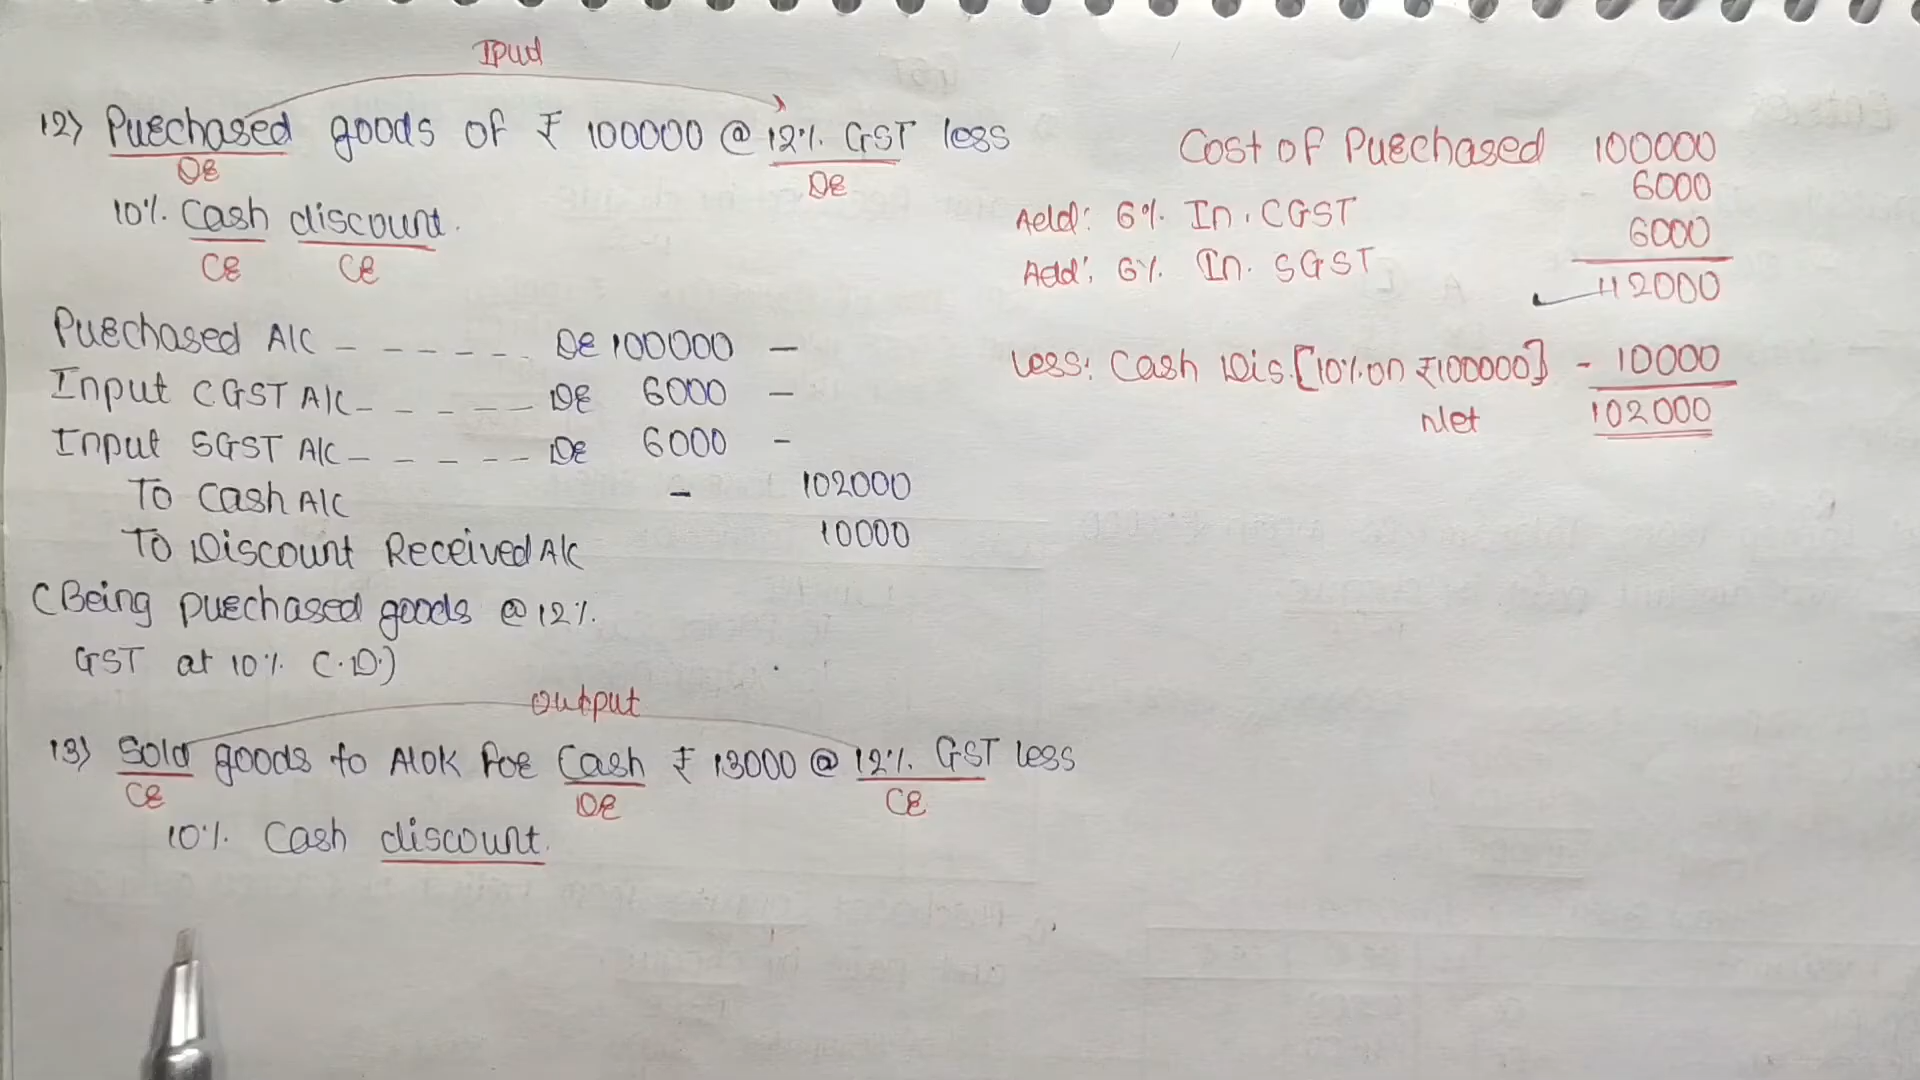 Ipud
12) Purchased goods of ₹ 100000 @ 12%. GST less
Dr
Dr
10%. Cash discount.
Cr Cr
Purchased A/C - - - - - - Dr 100000 -
Input CGST A/C - - - - - Dr 6000 -
Input SGST A/C - - - - - Dr 6000 -
To Cash A/C - 102000
To Discount Received A/C 10000
(Being purchased goods @ 12%.
GST at 10% C.D.)
Cost of Purchased 100000
Add: 6% In. CGST 6000
Add: 6%. In. SGST 6000
112000
Less: Cash Dis. [10% on ₹100000] - 10000
Net 102000
Output
13) Sold goods to Alok for Cash ₹ 13000 @ 12%. GST less
Cr Dr Cr
10%. Cash discount.